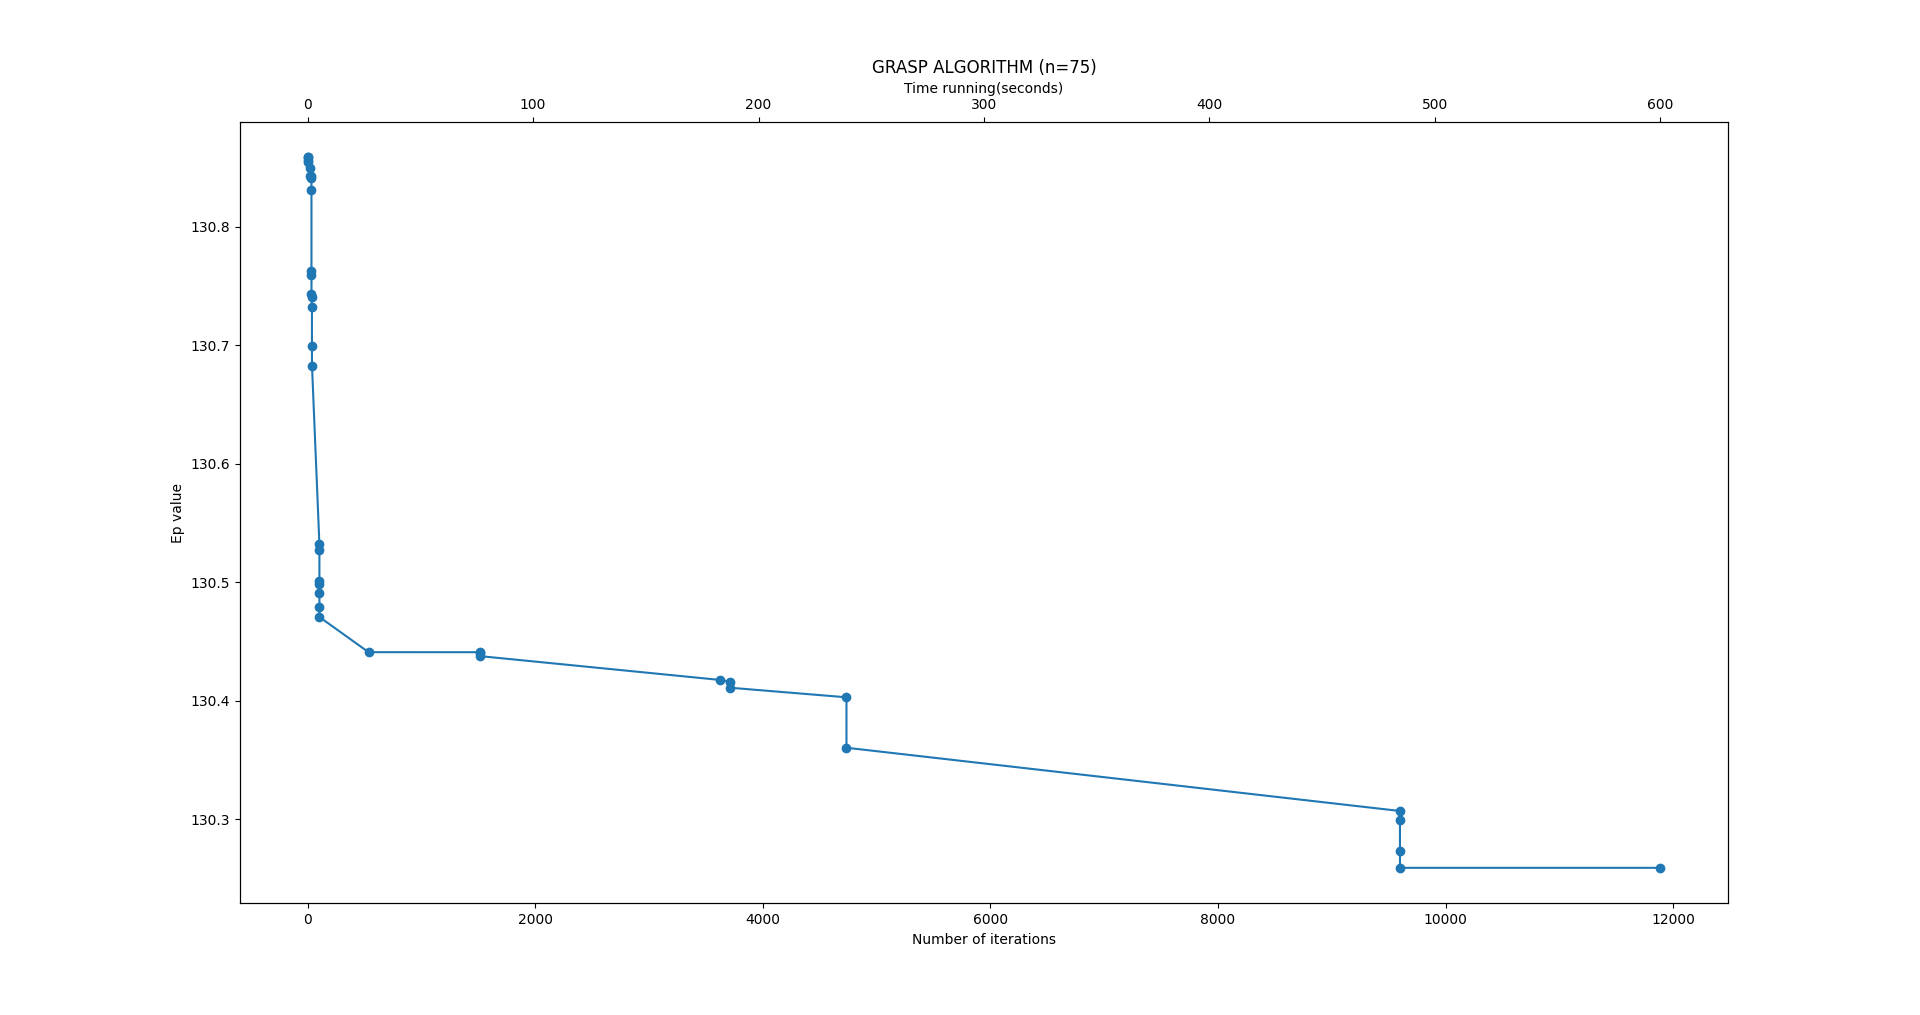 GRASP ALGORITHM (n=75)
Time running(seconds)
0 100 200 300 400 500 600
130.8
130.7
130.6
130.5
130.4
130.3
Ep value
0 2000 4000 6000 8000 10000 12000
Number of iterations